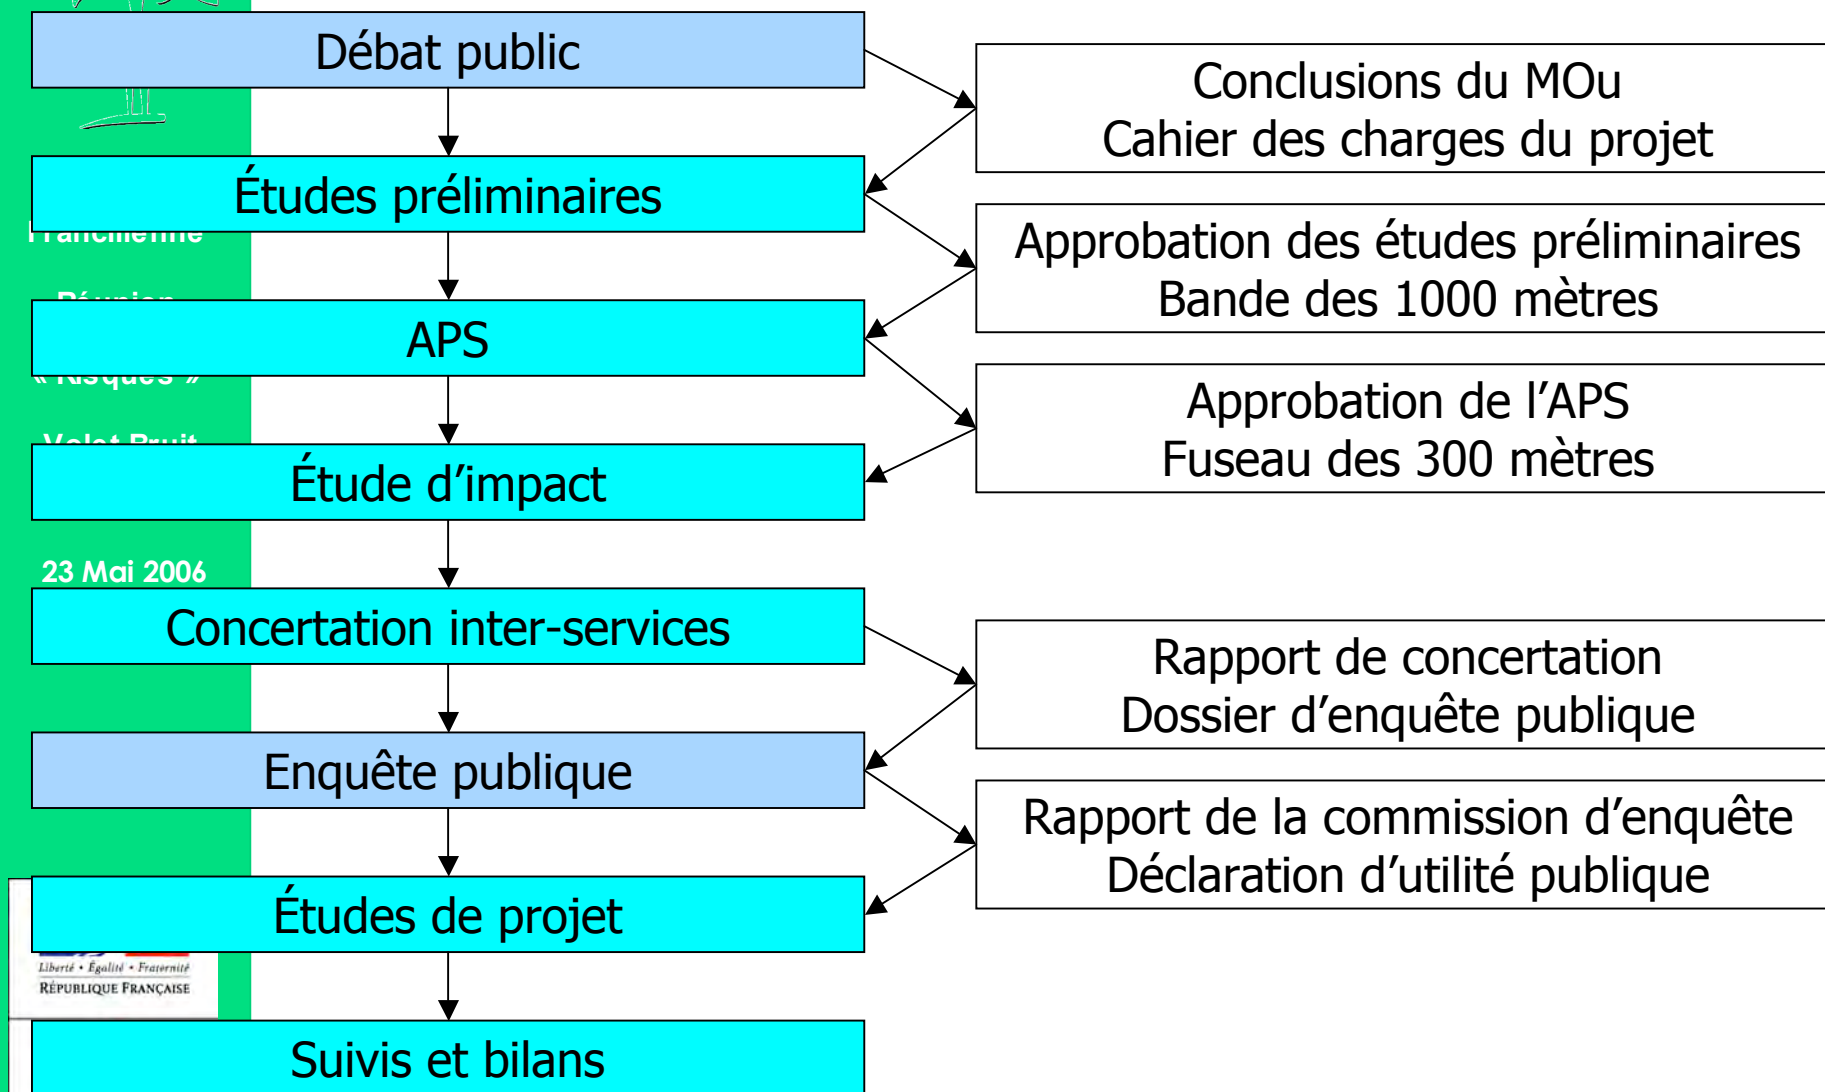 Débat public
Conclusions du MOu
Cahier des charges du projet
Études préliminaires
Approbation des études préliminaires
Bande des 1000 mètres
APS
Approbation de l’APS
Fuseau des 300 mètres
Étude d’impact
Concertation inter-services
Rapport de concertation
Dossier d’enquête publique
Enquête publique
Rapport de la commission d’enquête
Déclaration d’utilité publique
Études de projet
Suivis et bilans
Francilienne
« Risques »
23 Mai 2006
Liberté • Égalité • Fraternité
RÉPUBLIQUE FRANÇAISE